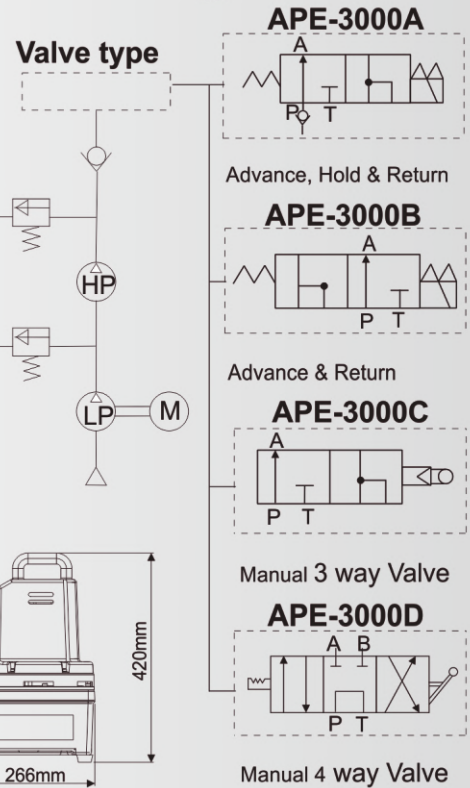 Valve type
HP
LP
M
420mm
266mm
APE-3000A
A
P
T
Advance, Hold & Return
APE-3000B
A
P T
Advance & Return
APE-3000C
A
P T
Manual 3 way Valve
APE-3000D
A B
P T
Manual 4 way Valve